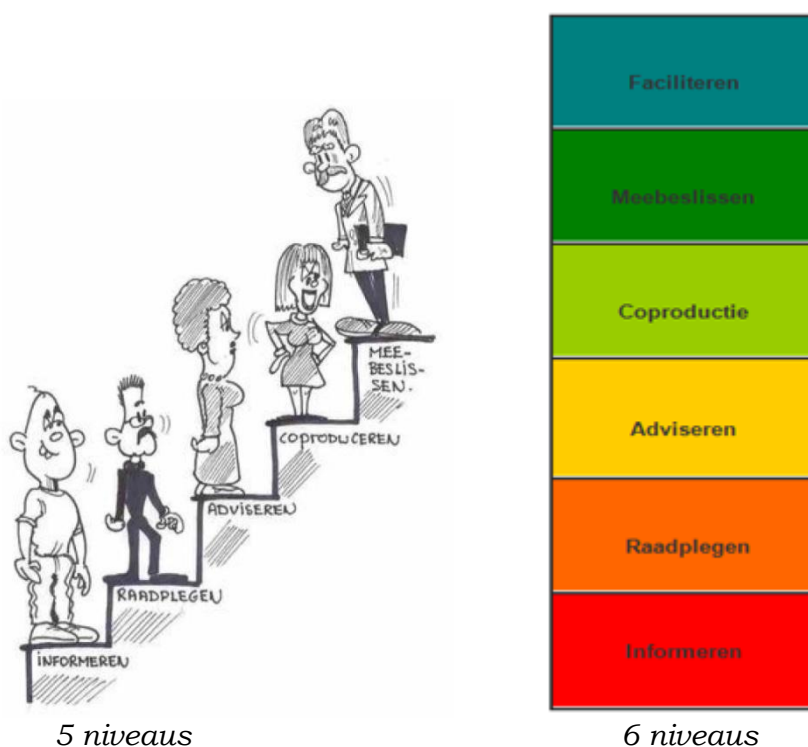 MEE-
BESLIS-
SEN.
COPRODUCEREN
ADVISEREN
RAADPLEGEN
INFORMEREN
5 niveaus
Faciliteren
Meebeslissen
Coproductie
Adviseren
Raadplegen
Informeren
6 niveaus